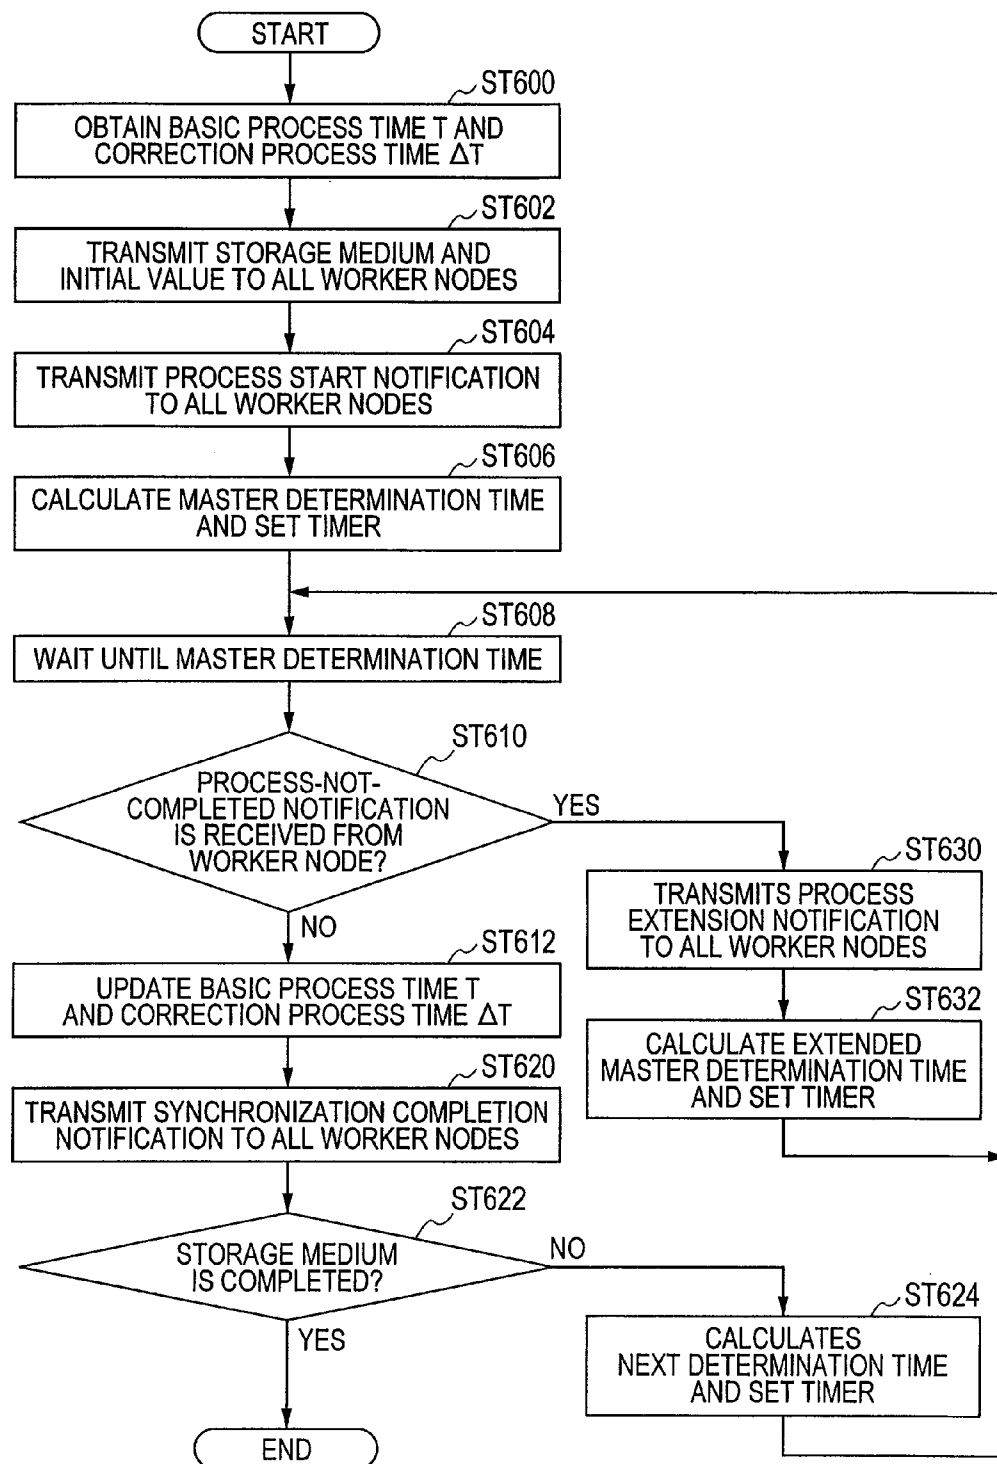 START
ST600
OBTAIN BASIC PROCESS TIME T AND
CORRECTION PROCESS TIME ΔT
ST602
TRANSMIT STORAGE MEDIUM AND
INITIAL VALUE TO ALL WORKER NODES
ST604
TRANSMIT PROCESS START NOTIFICATION
TO ALL WORKER NODES
ST606
CALCULATE MASTER DETERMINATION TIME
AND SET TIMER
ST608
WAIT UNTIL MASTER DETERMINATION TIME
ST610
PROCESS-NOT-
COMPLETED NOTIFICATION
IS RECEIVED FROM
WORKER NODE?
YES
NO
ST630
TRANSMITS PROCESS
EXTENSION NOTIFICATION
TO ALL WORKER NODES
ST632
CALCULATE EXTENDED
MASTER DETERMINATION TIME
AND SET TIMER
ST612
UPDATE BASIC PROCESS TIME T
AND CORRECTION PROCESS TIME ΔT
ST620
TRANSMIT SYNCHRONIZATION COMPLETION
NOTIFICATION TO ALL WORKER NODES
ST622
STORAGE MEDIUM
IS COMPLETED?
NO
YES
ST624
CALCULATES
NEXT DETERMINATION TIME
AND SET TIMER
END